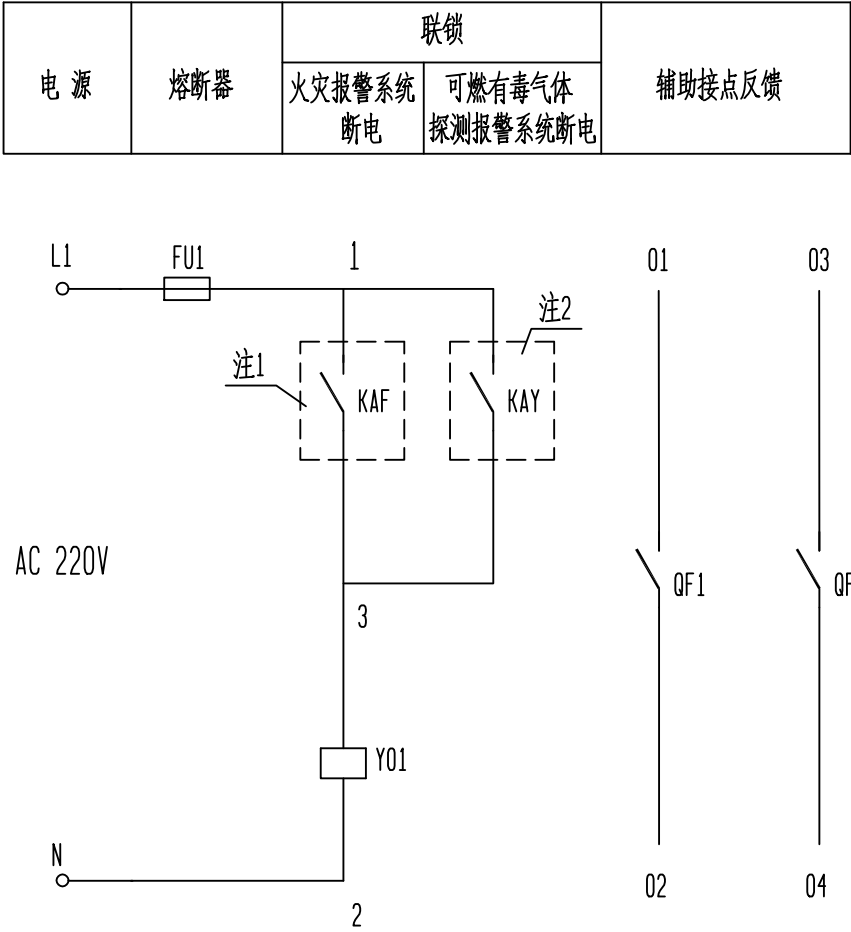 联锁
电 源
熔断器
火灾报警系统
断电
可燃有毒气体
探测报警系统断电
辅助接点反馈
L1
FU1
1
01
03
注2
注1
KAF
KAY
AC 220V
QF1
QF
3
Y01
N
02
04
2